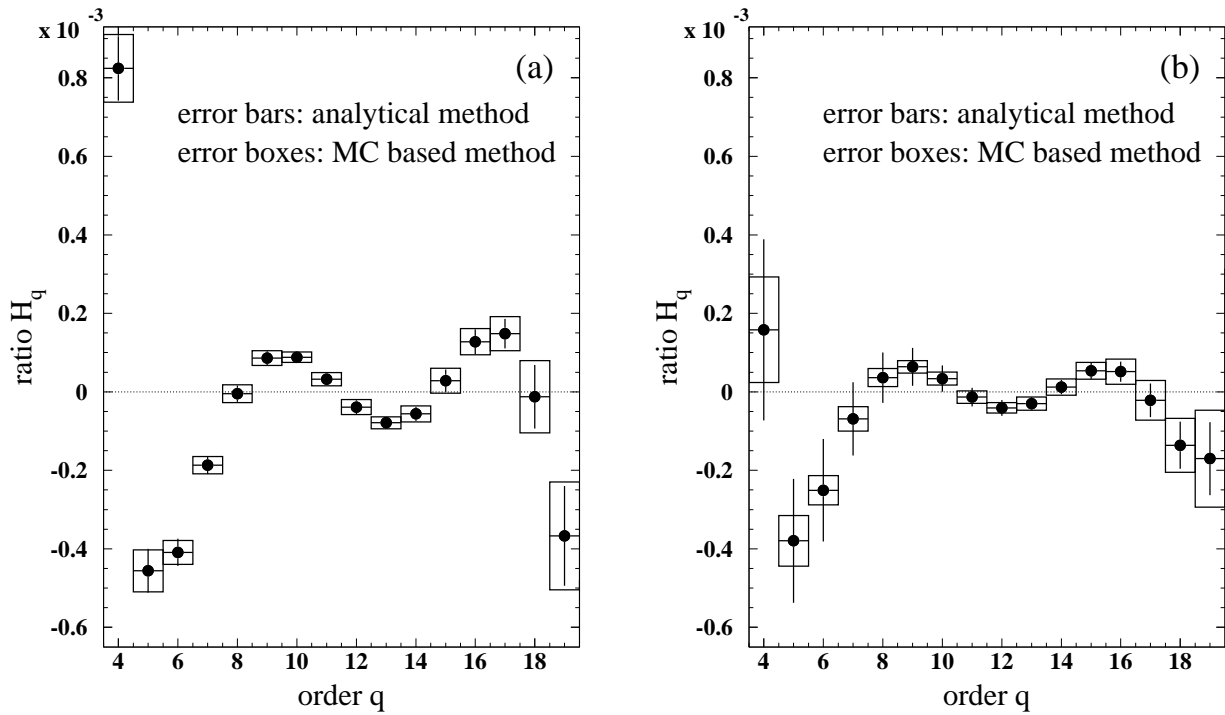 x 10 -3
(a)
error bars: analytical method
error boxes: MC based method
0.8
0.6
0.4
0.2
0
-0.2
-0.4
-0.6
4 6 8 10 12 14 16 18
ratio Hq
order q
x 10 -3
(b)
error bars: analytical method
error boxes: MC based method
0.8
0.6
0.4
0.2
0
-0.2
-0.4
-0.6
4 6 8 10 12 14 16 18
ratio Hq
order q